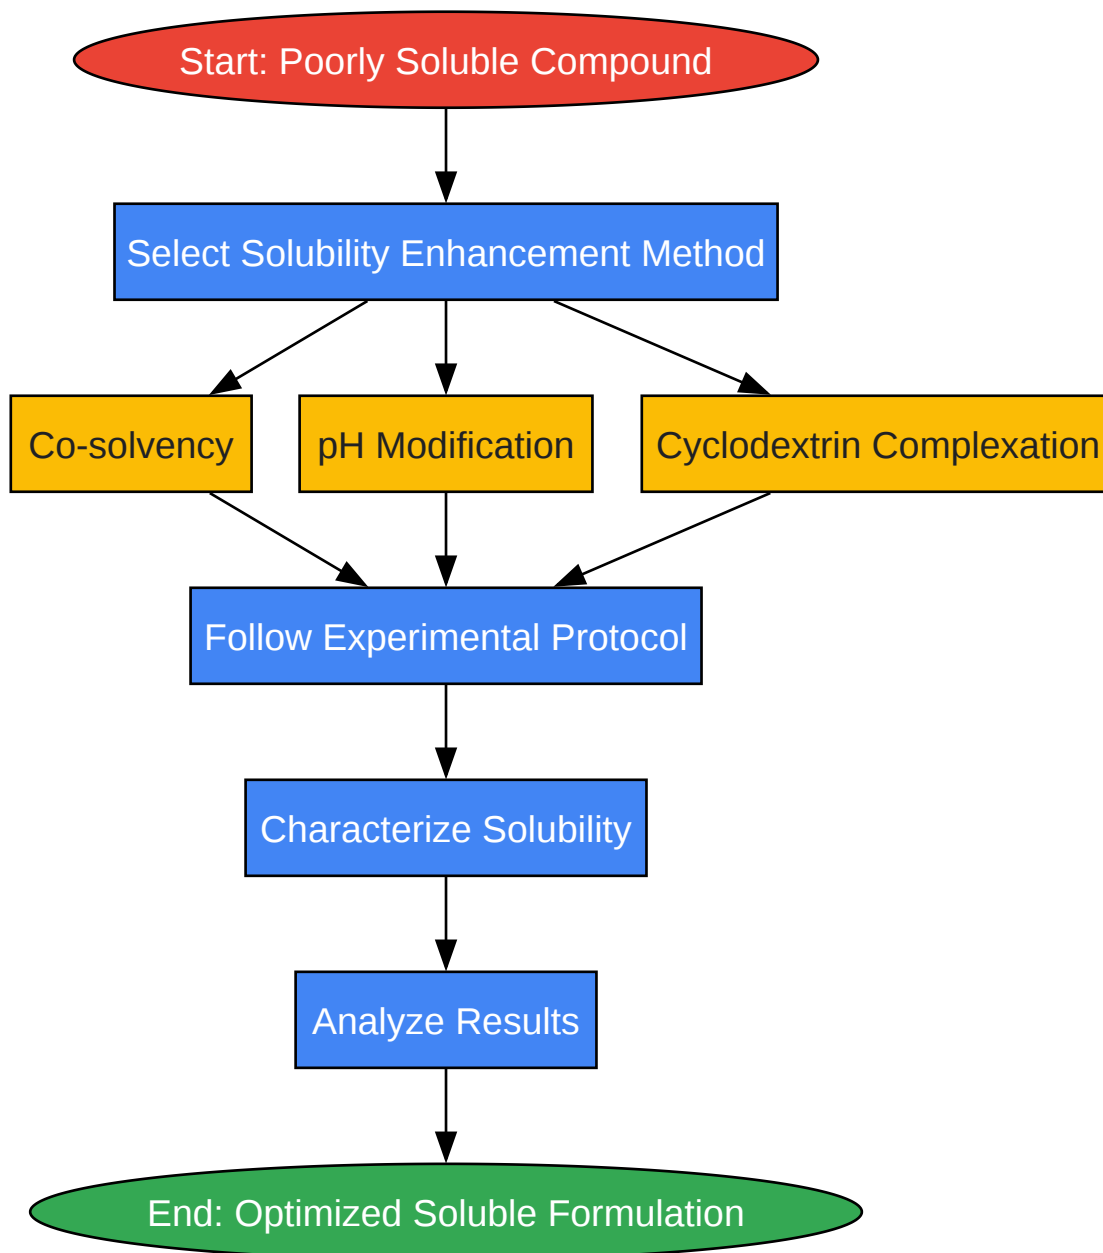 Start: Poorly Soluble Compound
Select Solubility Enhancement Method
Co-solvency
pH Modification
Cyclodextrin Complexation
Follow Experimental Protocol
Characterize Solubility
Analyze Results
End: Optimized Soluble Formulation